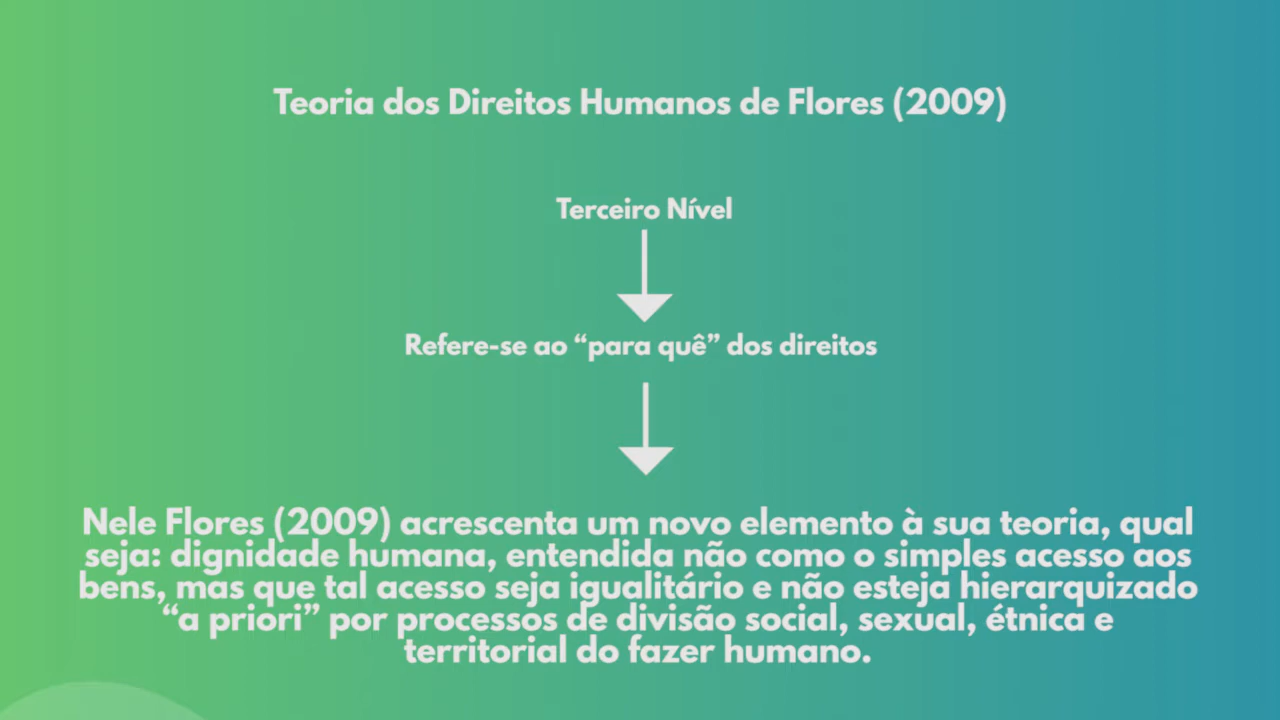 Teoria dos Direitos Humanos de Flores (2009)
Terceiro Nível
Refere-se ao “para quê” dos direitos
Nele Flores (2009) acrescenta um novo elemento à sua teoria, qual
seja: dignidade humana, entendida não como o simples acesso aos
bens, mas que tal acesso seja igualitário e não esteja hierarquizado
“a priori” por processos de divisão social, sexual, étnica e
territorial do fazer humano.